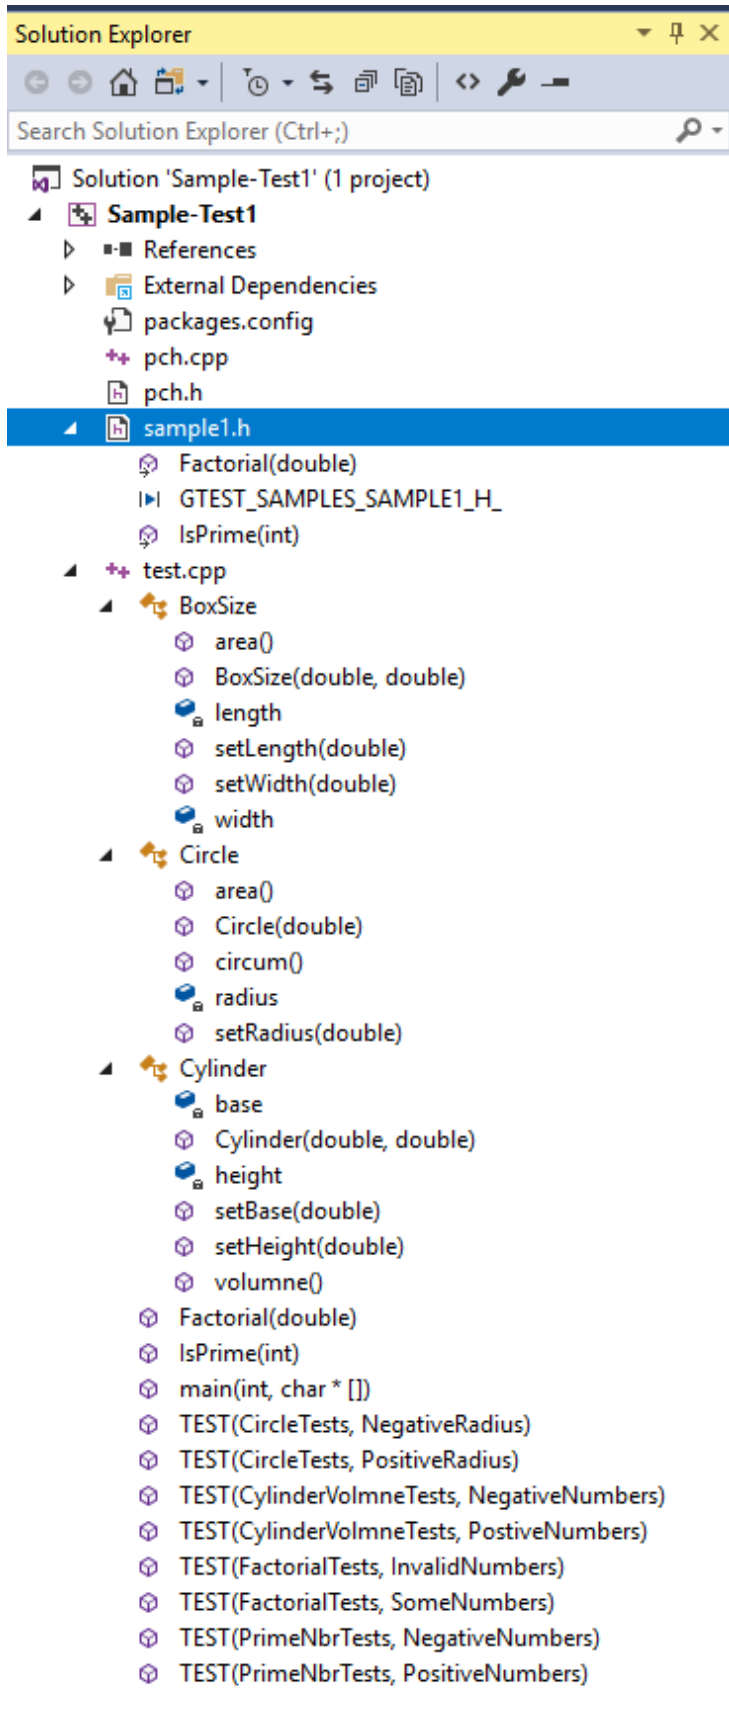 Solution Explorer
Search Solution Explorer (Ctrl+;)
Solution 'Sample-Test1' (1 project)
Sample-Test1
References
External Dependencies
packages.config
pch.cpp
pch.h
sample1.h
Factorial(double)
GTEST_SAMPLES_SAMPLE1_H_
IsPrime(int)
test.cpp
BoxSize
area()
BoxSize(double, double)
length
setLength(double)
setWidth(double)
width
Circle
area()
Circle(double)
circum()
radius
setRadius(double)
Cylinder
base
Cylinder(double, double)
height
setBase(double)
setHeight(double)
volumne()
Factorial(double)
IsPrime(int)
main(int, char * [])
TEST(CircleTests, NegativeRadius)
TEST(CircleTests, PositiveRadius)
TEST(CylinderVolmneTests, NegativeNumbers)
TEST(CylinderVolmneTests, PostiveNumbers)
TEST(FactorialTests, InvalidNumbers)
TEST(FactorialTests, SomeNumbers)
TEST(PrimeNbrTests, NegativeNumbers)
TEST(PrimeNbrTests, PositiveNumbers)